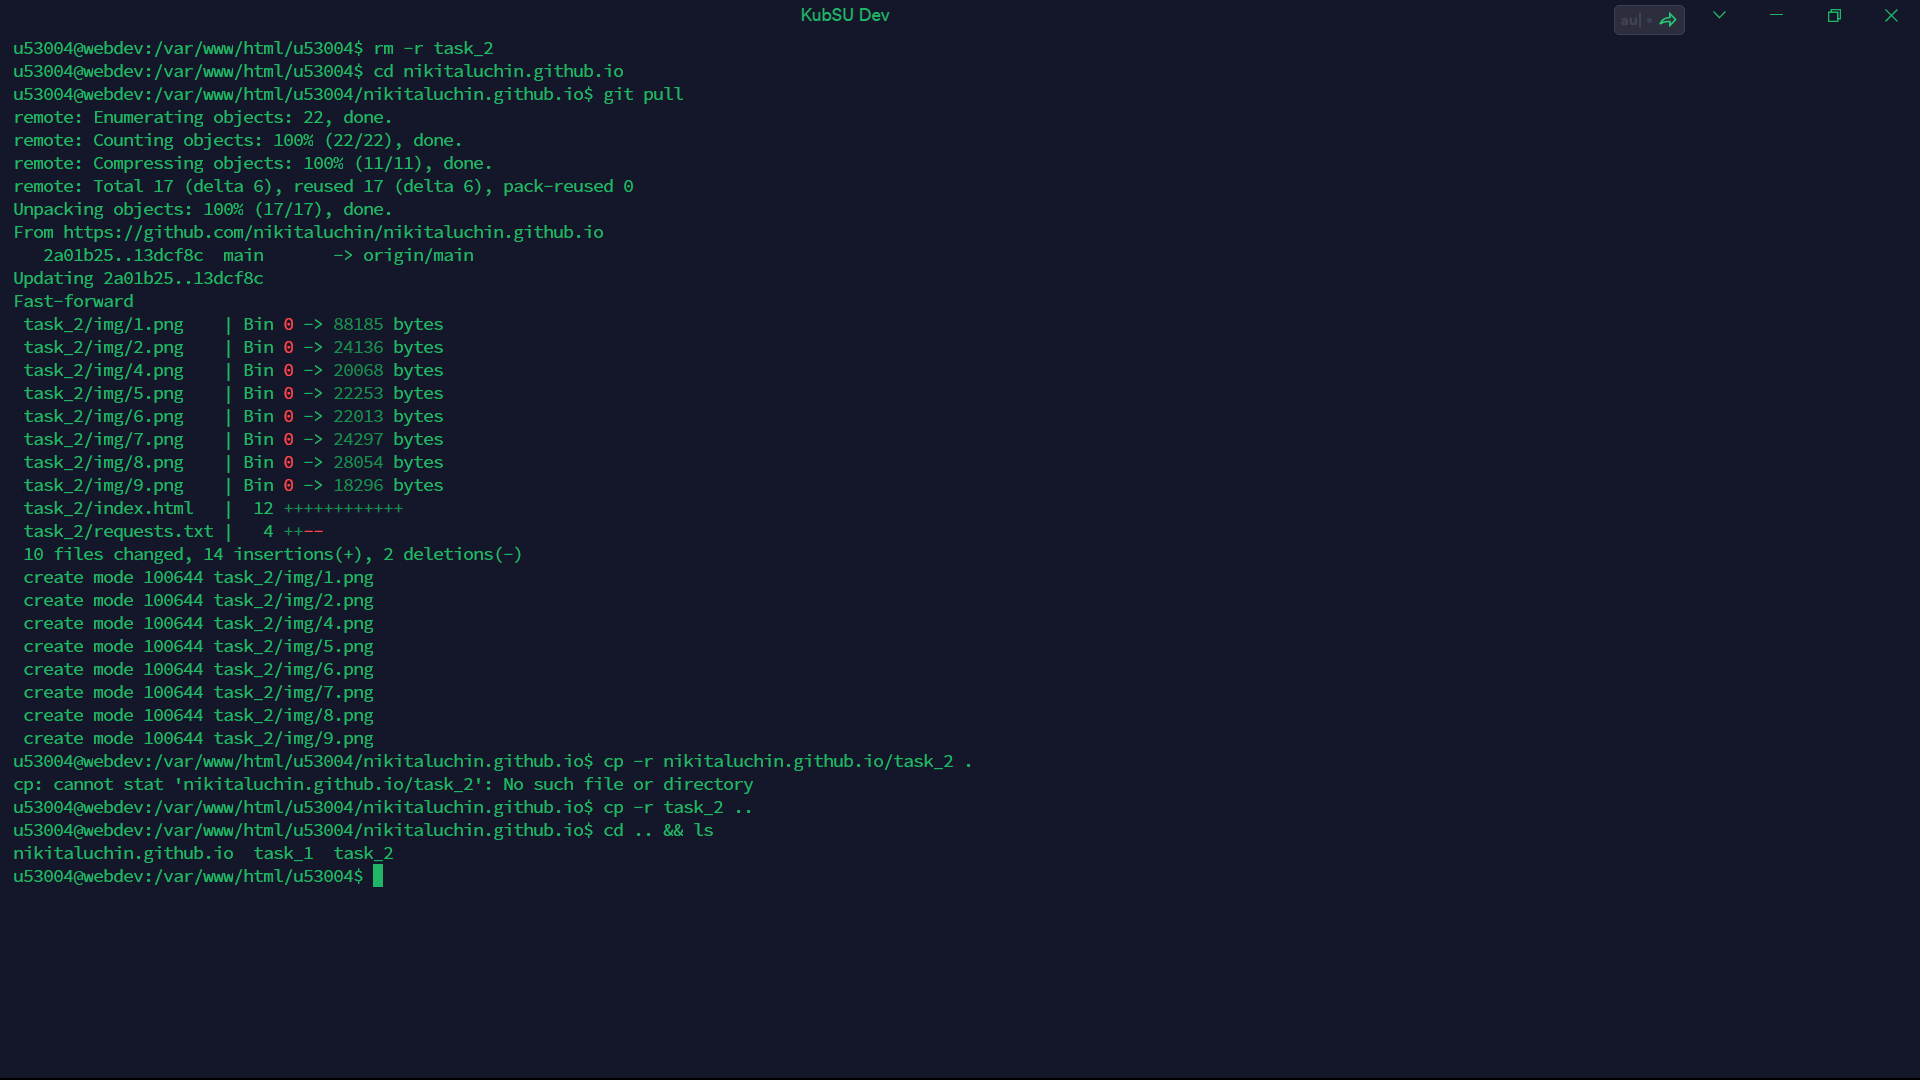 KubSU Dev
au
u53004@webdev:/var/www/html/u53004$ rm -r task_2
u53004@webdev:/var/www/html/u53004$ cd nikitaluchin.github.io
u53004@webdev:/var/www/html/u53004/nikitaluchin.github.io$ git pull
remote: Enumerating objects: 22, done.
remote: Counting objects: 100% (22/22), done.
remote: Compressing objects: 100% (11/11), done.
remote: Total 17 (delta 6), reused 17 (delta 6), pack-reused 0
Unpacking objects: 100% (17/17), done.
From https://github.com/nikitaluchin/nikitaluchin.github.io
   2a01b25..13dcf8c  main       -> origin/main
Updating 2a01b25..13dcf8c
Fast-forward
 task_2/img/1.png    | Bin 0 -> 88185 bytes
 task_2/img/2.png    | Bin 0 -> 24136 bytes
 task_2/img/4.png    | Bin 0 -> 20068 bytes
 task_2/img/5.png    | Bin 0 -> 22253 bytes
 task_2/img/6.png    | Bin 0 -> 22013 bytes
 task_2/img/7.png    | Bin 0 -> 24297 bytes
 task_2/img/8.png    | Bin 0 -> 28054 bytes
 task_2/img/9.png    | Bin 0 -> 18296 bytes
 task_2/index.html   |  12 ++++++++++++
 task_2/requests.txt |   4 ++--
 10 files changed, 14 insertions(+), 2 deletions(-)
 create mode 100644 task_2/img/1.png
 create mode 100644 task_2/img/2.png
 create mode 100644 task_2/img/4.png
 create mode 100644 task_2/img/5.png
 create mode 100644 task_2/img/6.png
 create mode 100644 task_2/img/7.png
 create mode 100644 task_2/img/8.png
 create mode 100644 task_2/img/9.png
u53004@webdev:/var/www/html/u53004/nikitaluchin.github.io$ cp -r nikitaluchin.github.io/task_2 .
cp: cannot stat 'nikitaluchin.github.io/task_2': No such file or directory
u53004@webdev:/var/www/html/u53004/nikitaluchin.github.io$ cp -r task_2 ..
u53004@webdev:/var/www/html/u53004/nikitaluchin.github.io$ cd .. && ls
nikitaluchin.github.io  task_1  task_2
u53004@webdev:/var/www/html/u53004$